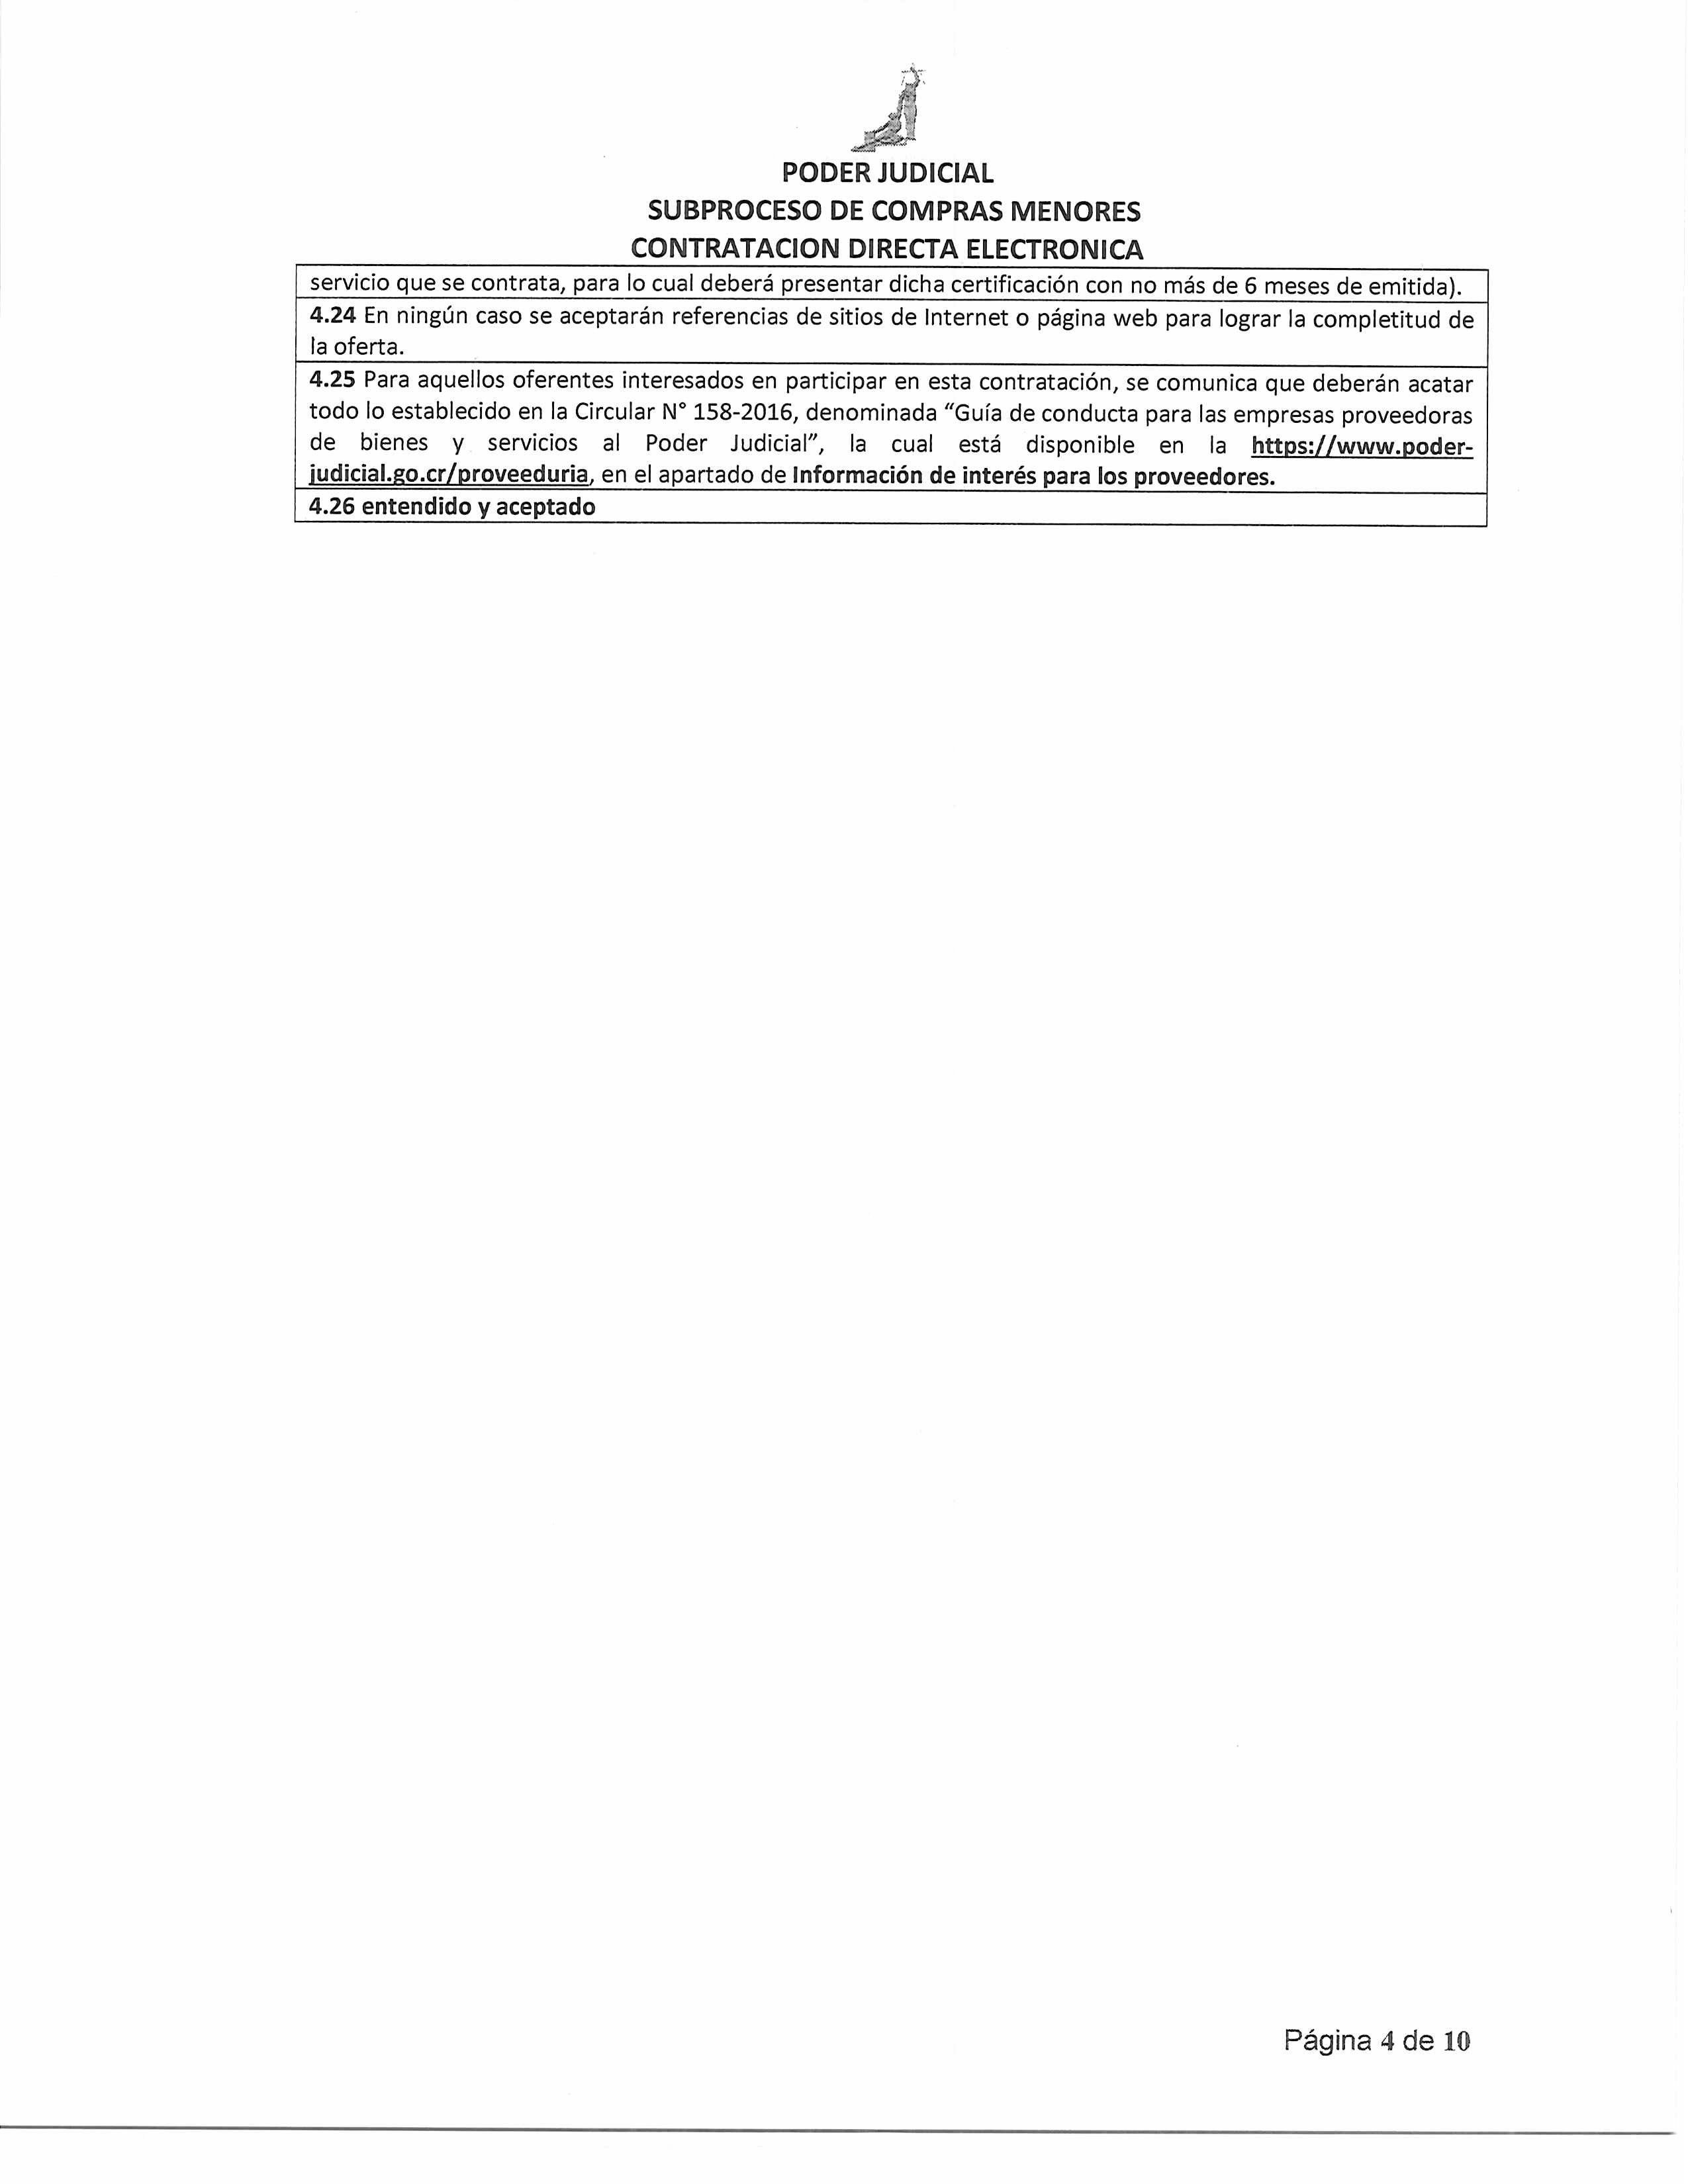 PODER JUDICIAL
SUBPROCESO DE COMPRAS MENORES
CONTRATACION DIRECTA ELECTRONICA
servicio que se contrata, para lo cual deberá presentar dicha certificación con no más de 6 meses de emitida).
4.24 En ningún caso se aceptarán referencias de sitios de Internet o página web para lograr la completitud de
la oferta.
4.25 Para aquellos oferentes interesados en participar en esta contratación, se comunica que deberán acatar
todo lo establecido en la Circular N° 158-2016, denominada “Guía de conducta para las empresas proveedoras
de bienes y servicios al Poder Judicial”, la cual está disponible en la https://www.poder-
judicial.go.cr/proveeduria, en el apartado de Información de interés para los proveedores.
4.26 entendido y aceptado
Página 4 de 10